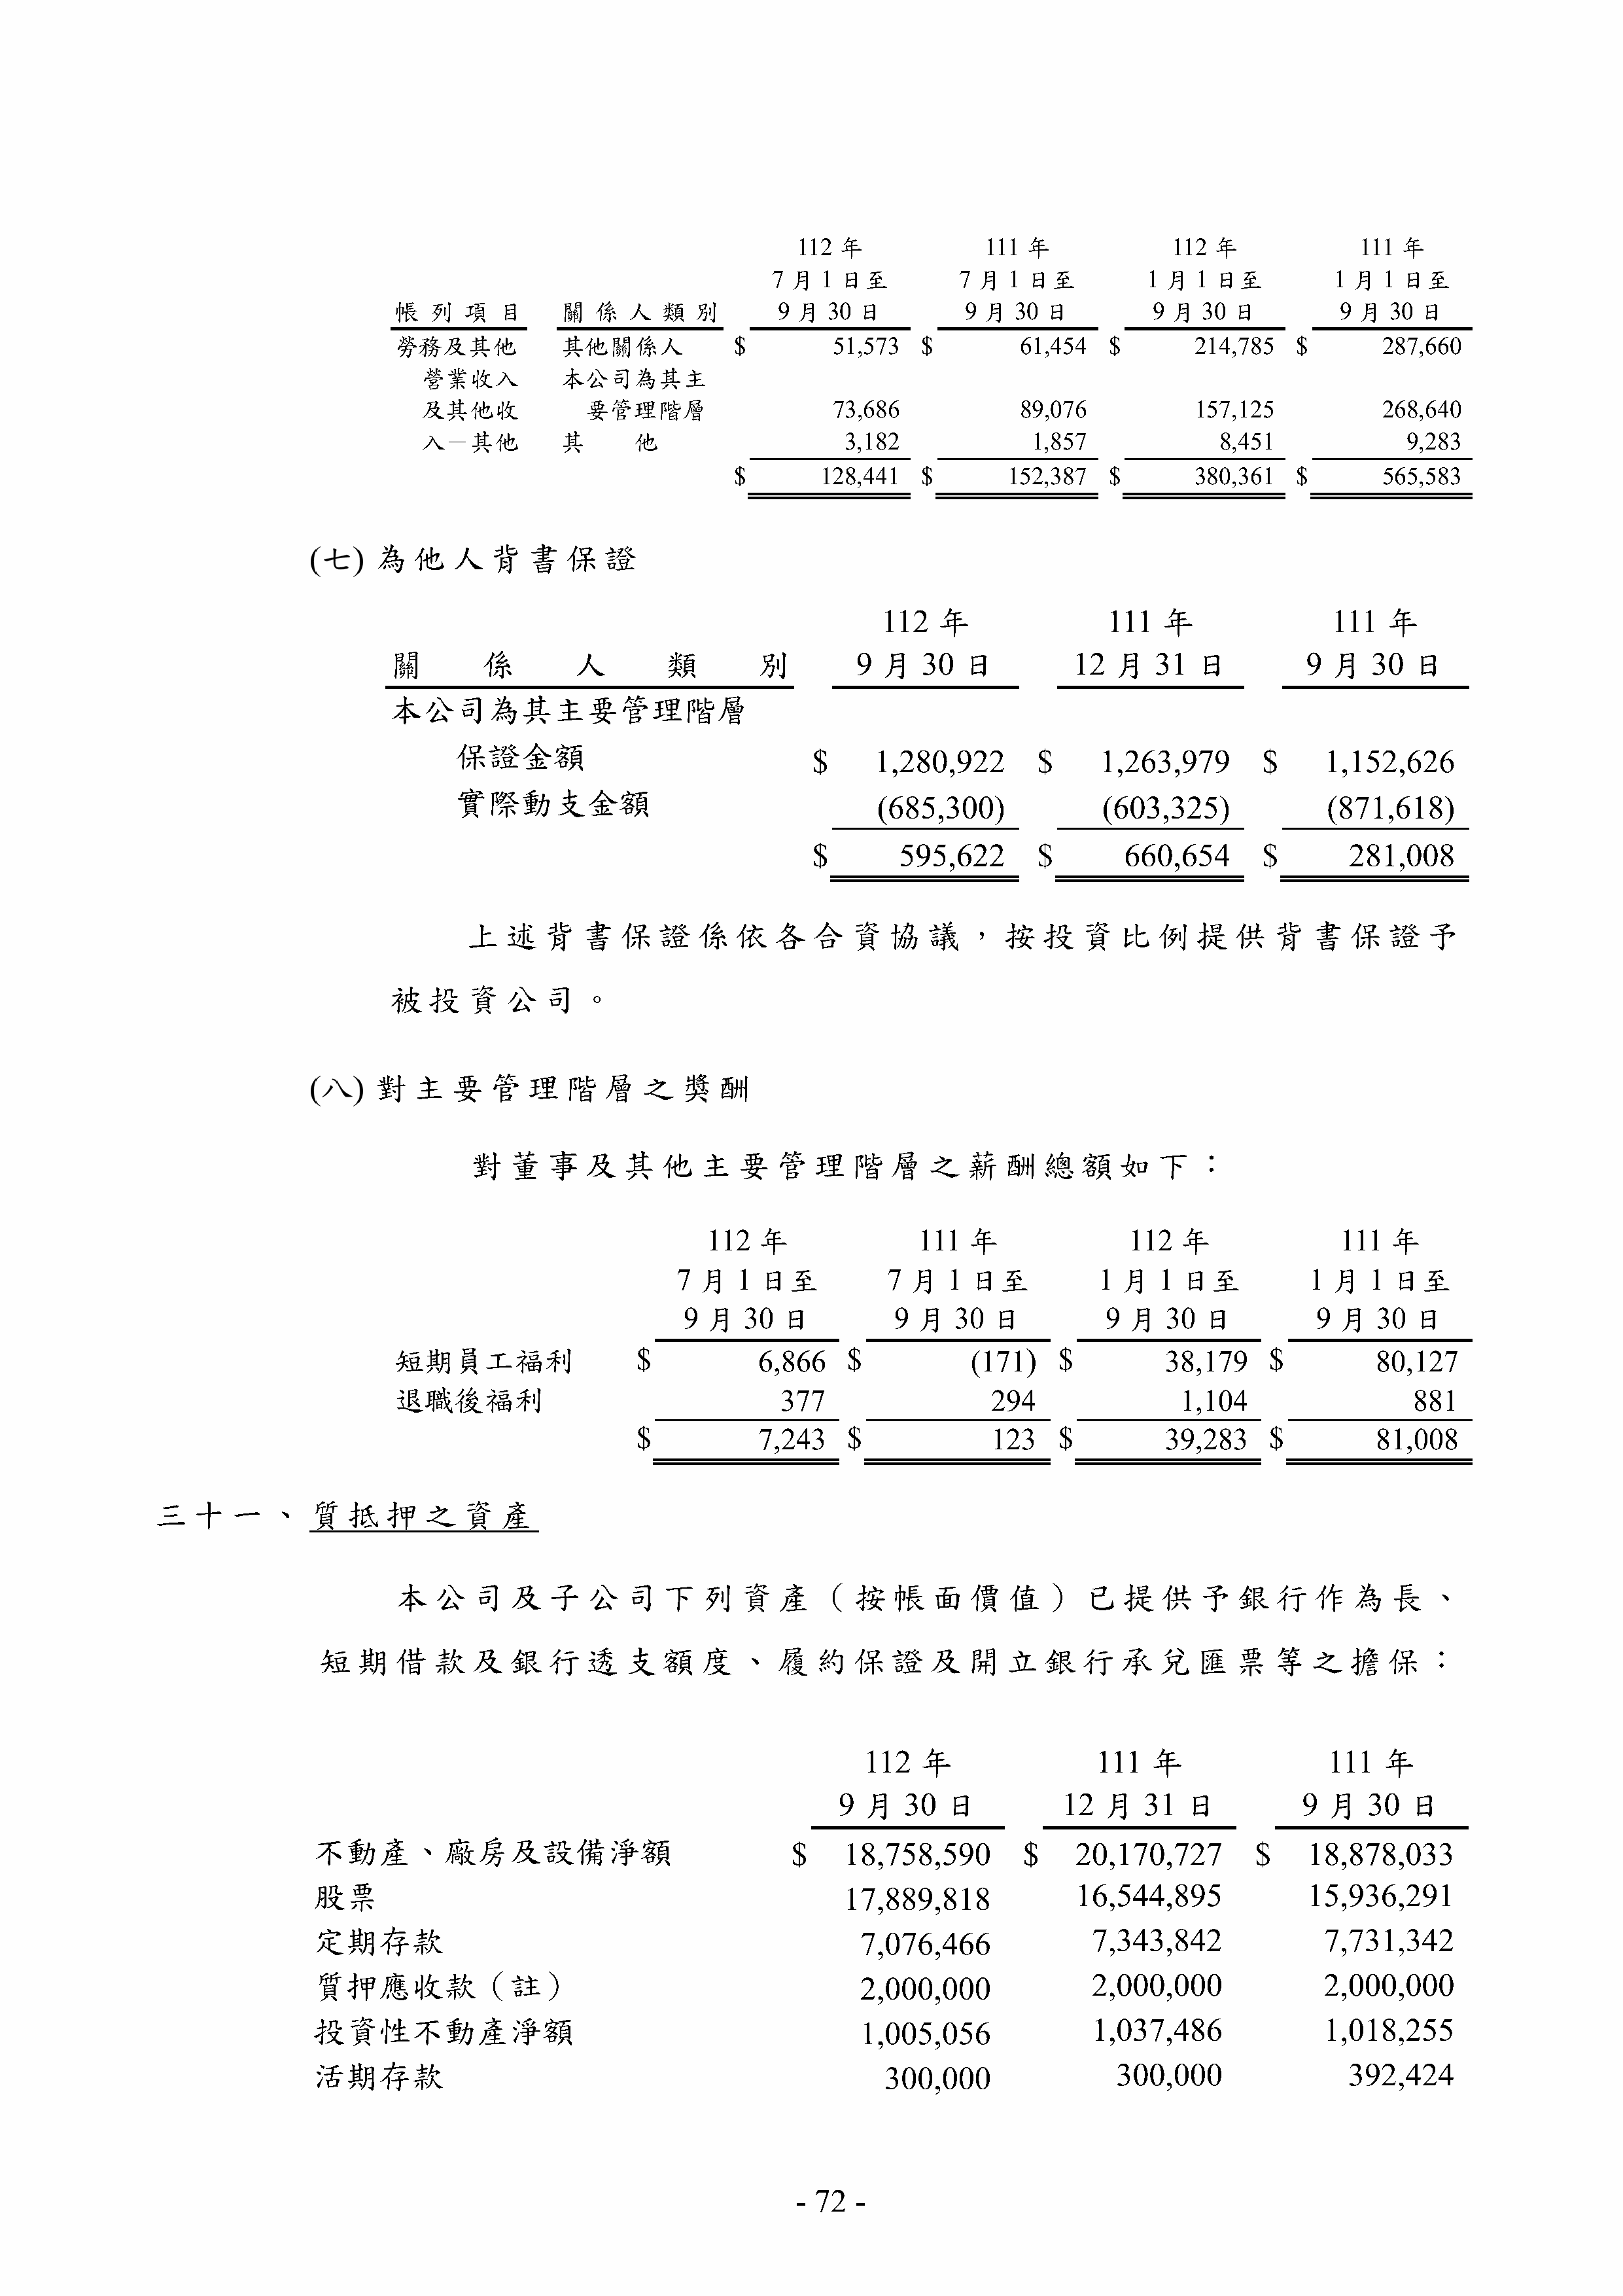 112 年 111 年 112 年 111 年
7 月 1 日至 7 月 1 日至 1 月 1 日至 1 月 1 日至
帳列項目 關係人類別 9 月 30 日 9 月 30 日 9 月 30 日 9 月 30 日
勞務及其他 其他關係人 $ 51,573 $ 61,454 $ 214,785 $ 287,660
營業收入 本公司為其主
及其他收 要管理階層 73,686 89,076 157,125 268,640
入－其他 其他 3,182 1,857 8,451 9,283
$ 128,441 $ 152,387 $ 380,361 $ 565,583
(七) 為他人背書保證
112 年 111 年 111 年
關係人類別 9 月 30 日 12 月 31 日 9 月 30 日
本公司為其主要管理階層
保證金額 $ 1,280,922 $ 1,263,979 $ 1,152,626
實際動支金額 (685,300) (603,325) (871,618)
$ 595,622 $ 660,654 $ 281,008
上述背書保證係依各合資協議，按投資比例提供背書保證予
被投資公司。
(八) 對主要管理階層之獎酬
對董事及其他主要管理階層之薪酬總額如下：
112 年 111 年 112 年 111 年
7 月 1 日至 7 月 1 日至 1 月 1 日至 1 月 1 日至
9 月 30 日 9 月 30 日 9 月 30 日 9 月 30 日
短期員工福利 $ 6,866 $ (171) $ 38,179 $ 80,127
退職後福利 377 294 1,104 881
$ 7,243 $ 123 $ 39,283 $ 81,008
三十一、質抵押之資產
本公司及子公司下列資產（按帳面價值）已提供予銀行作為長、
短期借款及銀行透支額度、履約保證及開立銀行承兌匯票等之擔保：
112 年 111 年 111 年
9 月 30 日 12 月 31 日 9 月 30 日
不動產、廠房及設備淨額 $ 18,758,590 $ 20,170,727 $ 18,878,033
股票 17,889,818 16,544,895 15,936,291
定期存款 7,076,466 7,343,842 7,731,342
質押應收款（註） 2,000,000 2,000,000 2,000,000
投資性不動產淨額 1,005,056 1,037,486 1,018,255
活期存款 300,000 300,000 392,424
- 72 -